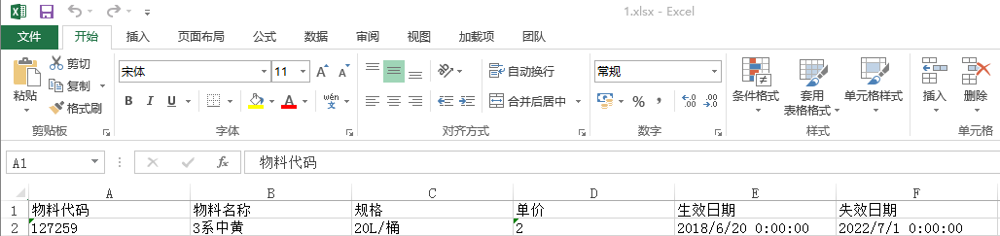 1.xlsx - Excel
文件 开始 插入 页面布局 公式 数据 审阅 视图 加载项 团队
粘贴 剪切 复制 格式刷
宋体 11 A A
B I U A wén 文
自动换行
合并后居中
常规
% , .0 .00 .00 .0
条件格式 套用 表格格式 单元格样式 插入 删除
剪贴板 字体 对齐方式 数字 样式 单元格
A1 fx 物料代码
A B C D E F
1 物料代码 物料名称 规格 单价 生效日期 失效日期
2 127259 3系中黄 20L/桶 2 2018/6/20 0:00:00 2022/7/1 0:00:00